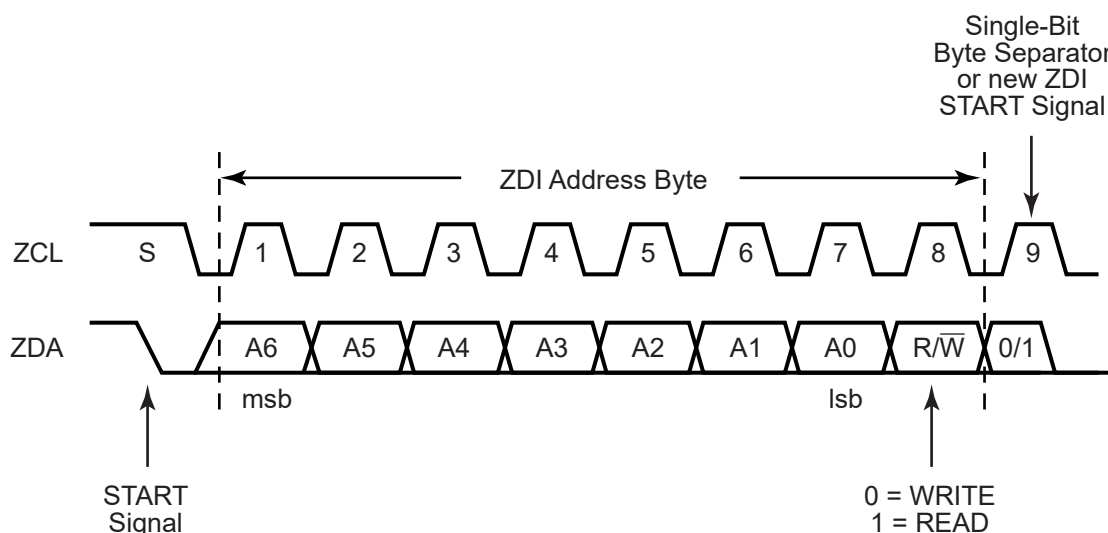 Single-Bit
Byte Separator
or new ZDI
START Signal
ZDI Address Byte
ZCL S 1 2 3 4 5 6 7 8 9
ZDA A6 A5 A4 A3 A2 A1 A0 R/W̅ 0/1
msb lsb
START
Signal
0 = WRITE
1 = READ